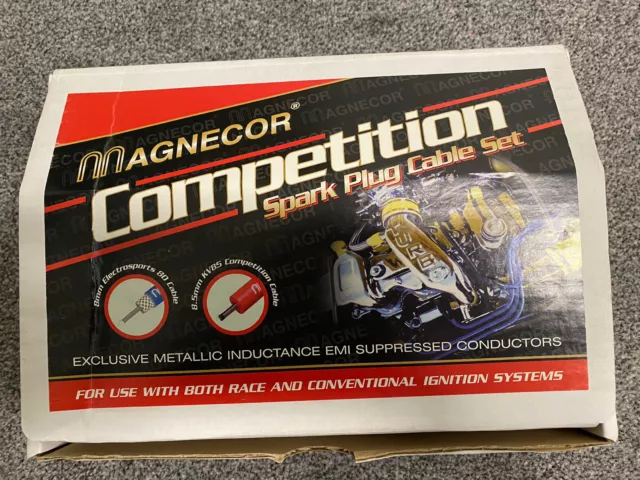 MAGNECOR®
Competition
Spark Plug Cable Set
8mm Electrosports 80 Cable
8.5mm KV85 Competition Cable
EXCLUSIVE METALLIC INDUCTANCE EMI SUPPRESSED CONDUCTORS
FOR USE WITH BOTH RACE AND CONVENTIONAL IGNITION SYSTEMS